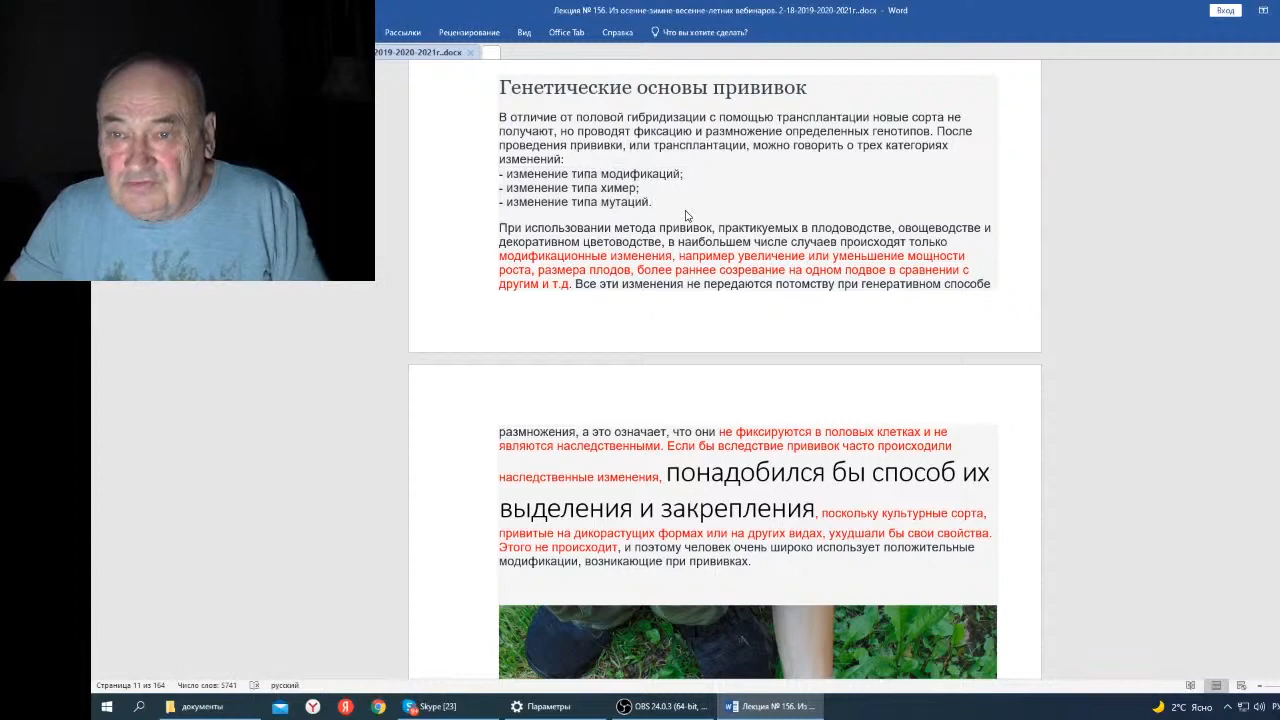 Лекция № 156. Из осенне-зимне-весенне-летних вебинаров. 2-18-2019-2020-2021г..docx - Word
Вход
Рассылки Рецензирование Вид Office Tab Справка Что вы хотите сделать?
2019-2020-2021г..docx
Генетические основы прививок
В отличие от половой гибридизации с помощью трансплантации новые сорта не
получают, но проводят фиксацию и размножение определенных генотипов. После
проведения прививки, или трансплантации, можно говорить о трех категориях
изменений:
- изменение типа модификаций;
- изменение типа химер;
- изменение типа мутаций.
При использовании метода прививок, практикуемых в плодоводстве, овощеводстве и
декоративном цветоводстве, в наибольшем числе случаев происходят только
модификационные изменения, например увеличение или уменьшение мощности
роста, размера плодов, более раннее созревание на одном подвое в сравнении с
другим и т.д. Все эти изменения не передаются потомству при генеративном способе
размножения, а это означает, что они не фиксируются в половых клетках и не
являются наследственными. Если бы вследствие прививок часто происходили
наследственные изменения, понадобился бы способ их
выделения и закрепления, поскольку культурные сорта,
привитые на дикорастущих формах или на других видах, ухудшали бы свои свойства.
Этого не происходит, и поэтому человек очень широко использует положительные
модификации, возникающие при прививках.
Страница 11 из 164 Число слов: 5741 русский
документы Skype [23] Параметры OBS 24.0.3 (64-bit, ... Лекция № 156. Из ... 2°C Ясно